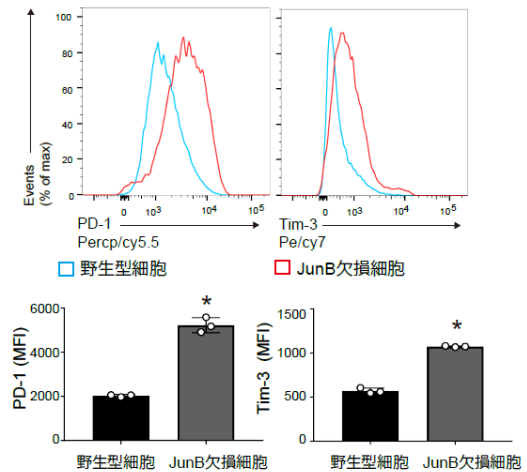 Events
(% of max)
100
80
60
40
20
0
0 10³ 10⁴ 10⁵
PD-1
Percp/cy5.5
0 10³ 10⁴ 10⁵
Tim-3
Pe/cy7
野生型細胞
JunB欠損細胞
PD-1 (MFI)
6000
4000
2000
0
*
野生型細胞 JunB欠損細胞
Tim-3 (MFI)
1500
1000
500
0
*
野生型細胞 JunB欠損細胞